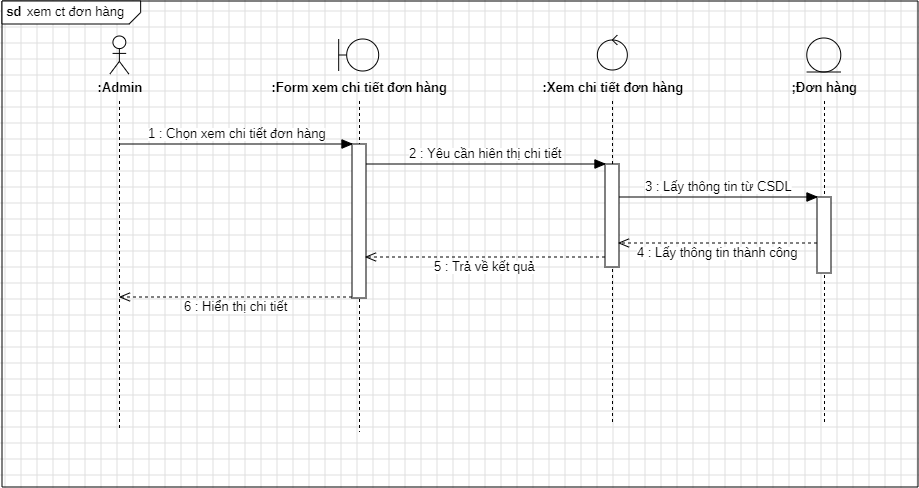 sd xem ct đơn hàng
:Admin
:Form xem chi tiết đơn hàng
:Xem chi tiết đơn hàng
;Đơn hàng
1 : Chọn xem chi tiết đơn hàng
2 : Yêu cần hiên thị chi tiết
3 : Lấy thông tin từ CSDL
4 : Lấy thông tin thành công
5 : Trả về kết quả
6 : Hiển thị chi tiết